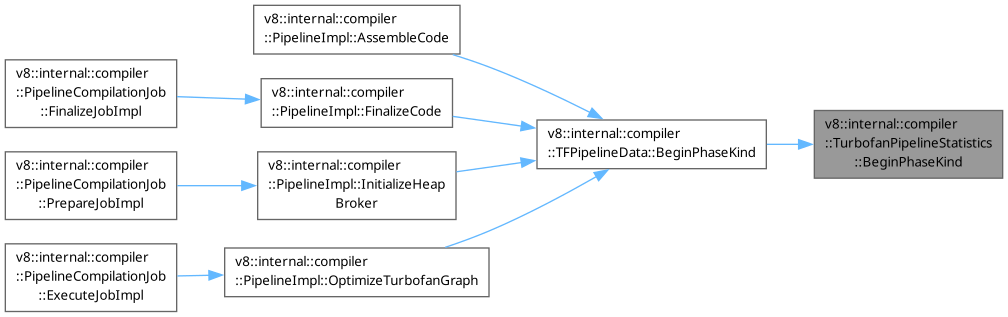 v8::internal::compiler
::PipelineImpl::AssembleCode
v8::internal::compiler
::PipelineCompilationJob
::FinalizeJobImpl
v8::internal::compiler
::PipelineImpl::FinalizeCode
v8::internal::compiler
::TFPipelineData::BeginPhaseKind
v8::internal::compiler
::TurbofanPipelineStatistics
::BeginPhaseKind
v8::internal::compiler
::PipelineCompilationJob
::PrepareJobImpl
v8::internal::compiler
::PipelineImpl::InitializeHeap
Broker
v8::internal::compiler
::PipelineCompilationJob
::ExecuteJobImpl
v8::internal::compiler
::PipelineImpl::OptimizeTurbofanGraph